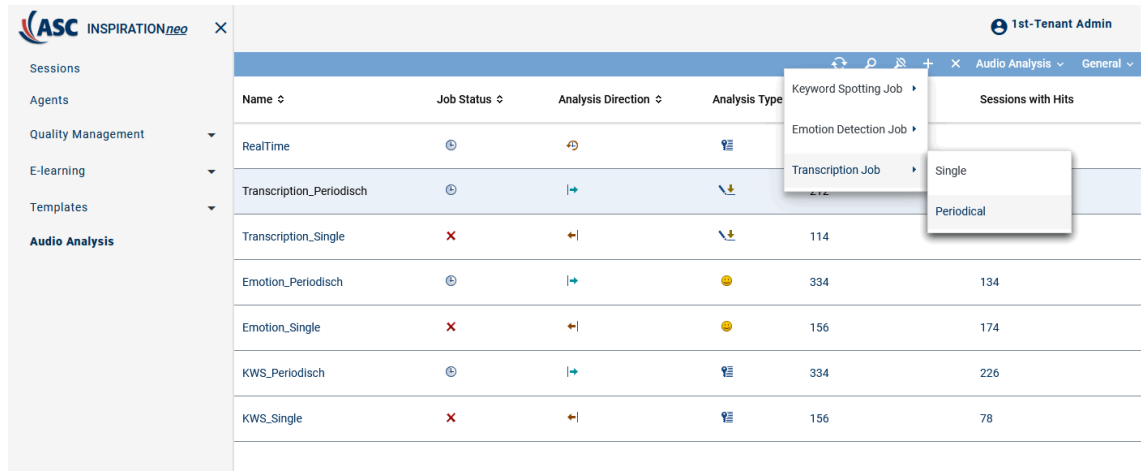 ASC INSPIRATIONneo
1st-Tenant Admin
Audio Analysis General
Sessions
Agents
Quality Management
E-learning
Templates
Audio Analysis
Name Job Status Analysis Direction Analysis Type Sessions with Hits
Keyword Spotting Job
Emotion Detection Job
Transcription Job
Single
Periodical
RealTime
Transcription_Periodisch 212
Transcription_Single 114
Emotion_Periodisch 334 134
Emotion_Single 156 174
KWS_Periodisch 334 226
KWS_Single 156 78